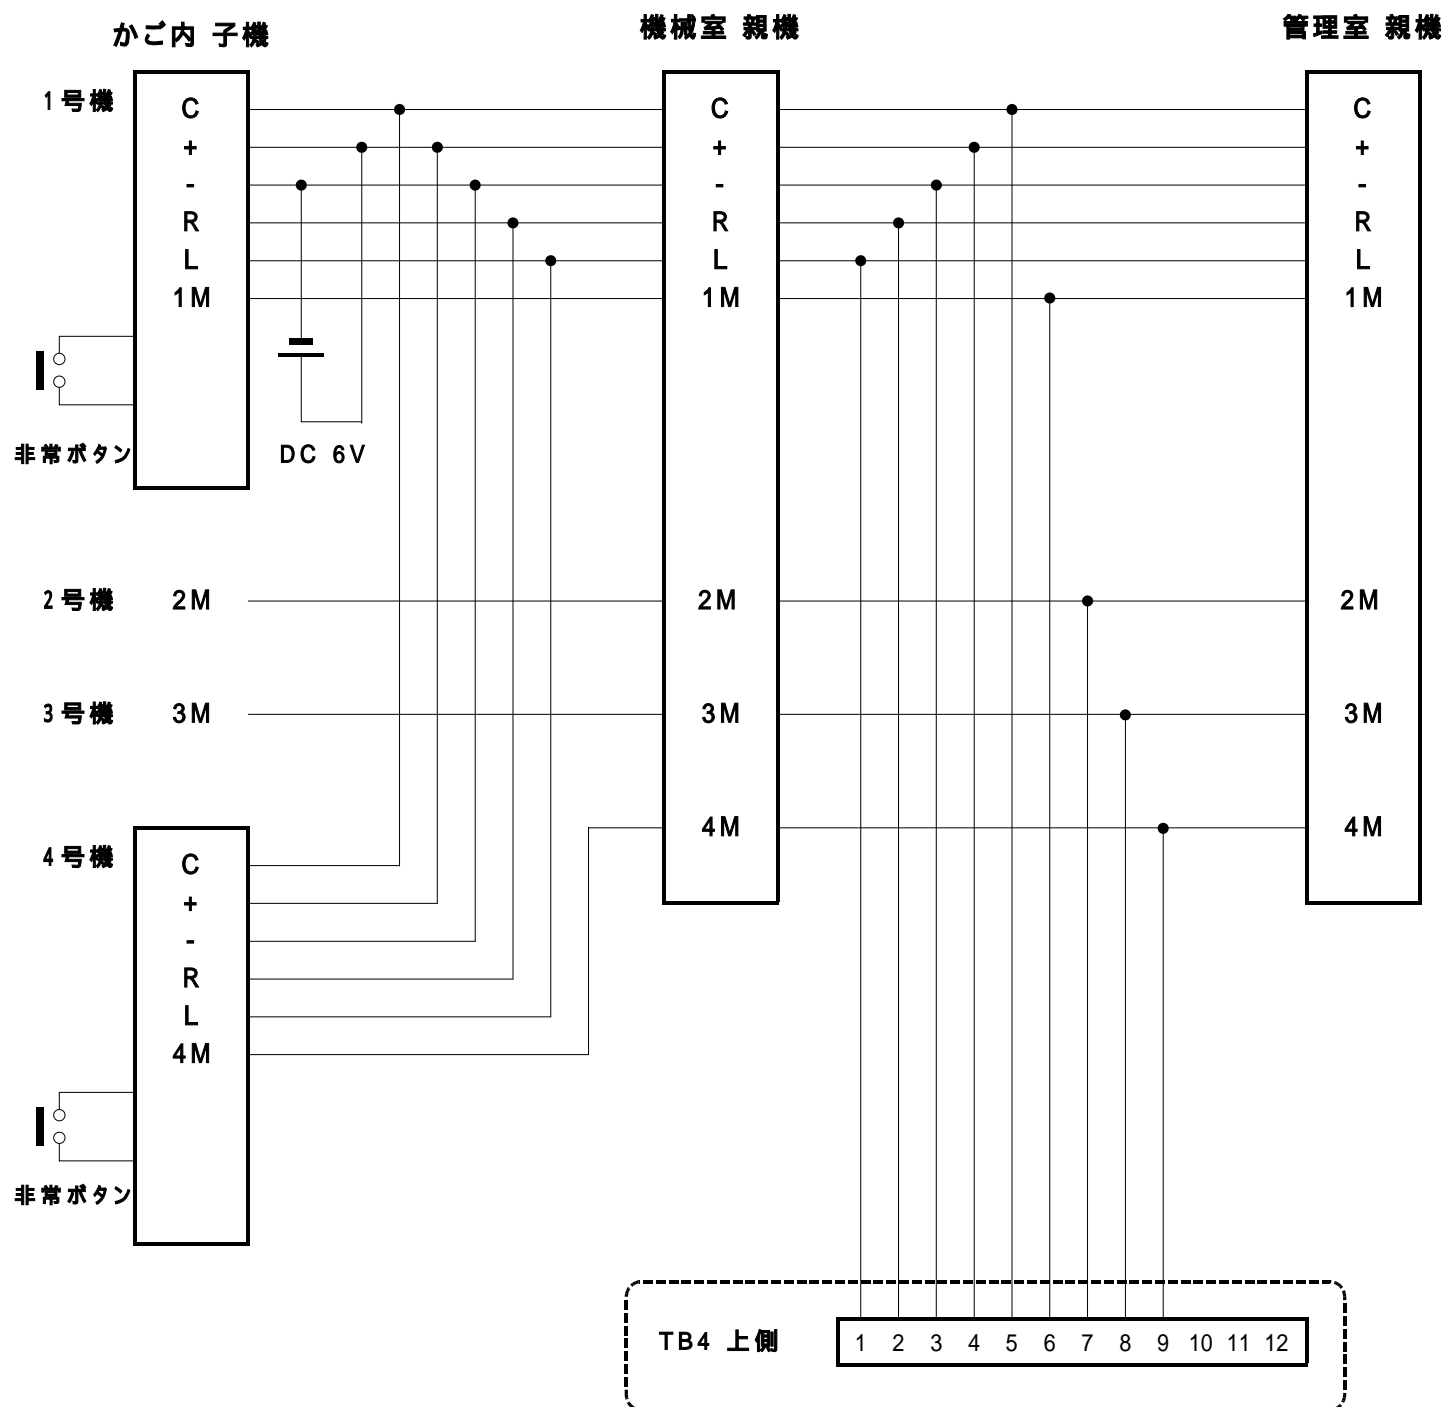 かご内 子機
機械室 親機
管理室 親機
1号機
C C C
+ + +
- - -
R R R
L L L
1M 1M 1M
非常ボタン
DC 6V
2号機 2M 2M 2M
3号機 3M 3M 3M
4M 4M
4号機
C
+
-
R
L
4M
非常ボタン
TB4 上側 1 2 3 4 5 6 7 8 9 10 11 12